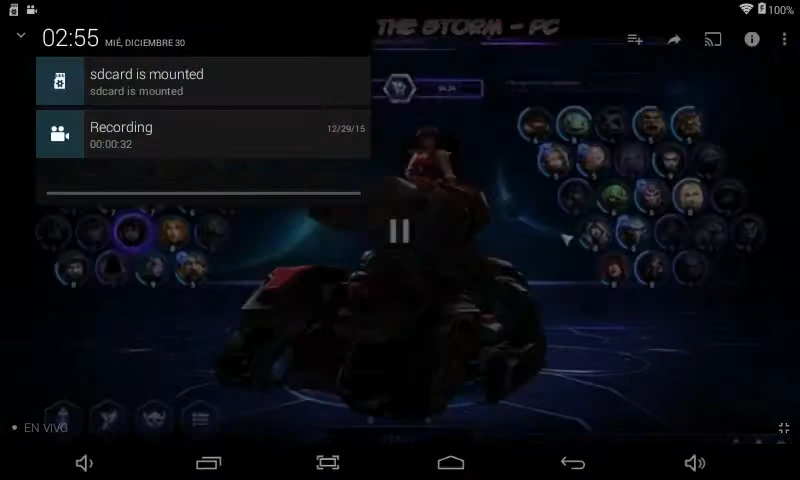 100%
THE STORM - PC
02:55 MIÉ, DICIEMBRE 30
sdcard is mounted
sdcard is mounted
Recording 12/29/15
00:00:32
• EN VIVO